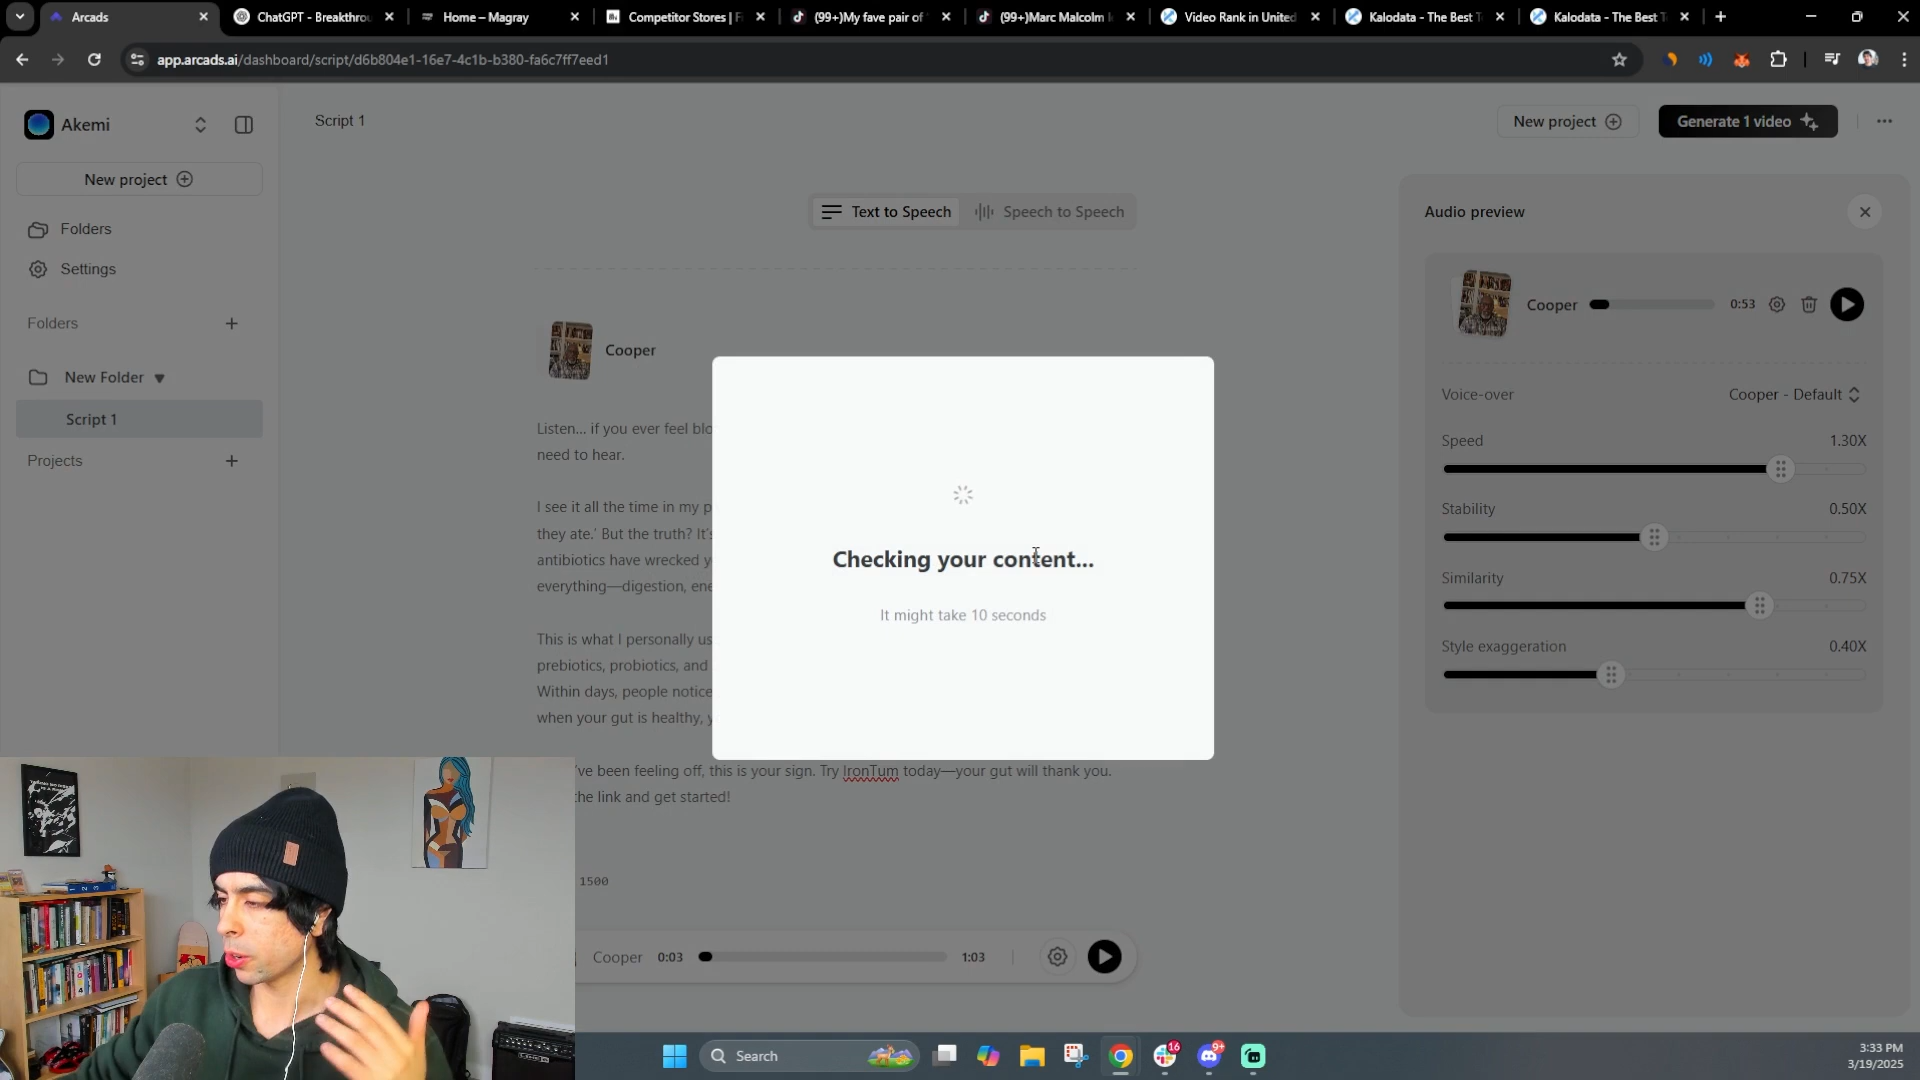 Arcads
ChatGPT - Breakthrou
Home – Magray
Competitor Stores | Fi
(99+)My fave pair of
(99+)Marc Malcolm
Video Rank in United
Kalodata - The Best T
Kalodata - The Best T
app.arcads.ai/dashboard/script/d6b804e1-16e7-4c1b-b380-fa6c7ff7eed1
Akemi
Script 1
New project
Generate 1 video
New project
Folders
Settings
Folders
New Folder
Script 1
Projects
Text to Speech
Speech to Speech
Cooper
Listen... if you ever feel blo
need to hear.
I see it all the time in my p
they ate.' But the truth? It's
antibiotics have wrecked y
everything—digestion, ene
This is what I personally us
prebiotics, probiotics, and
Within days, people notice
when your gut is healthy, y
've been feeling off, this is your sign. Try IronTum today—your gut will thank you.
the link and get started!
1500
Cooper 0:03 1:03
Checking your content...
It might take 10 seconds
Audio preview
Cooper 0:53
Voice-over Cooper - Default
Speed 1.30X
Stability 0.50X
Similarity 0.75X
Style exaggeration 0.40X
Search
16
9+
3:33 PM
3/19/2025